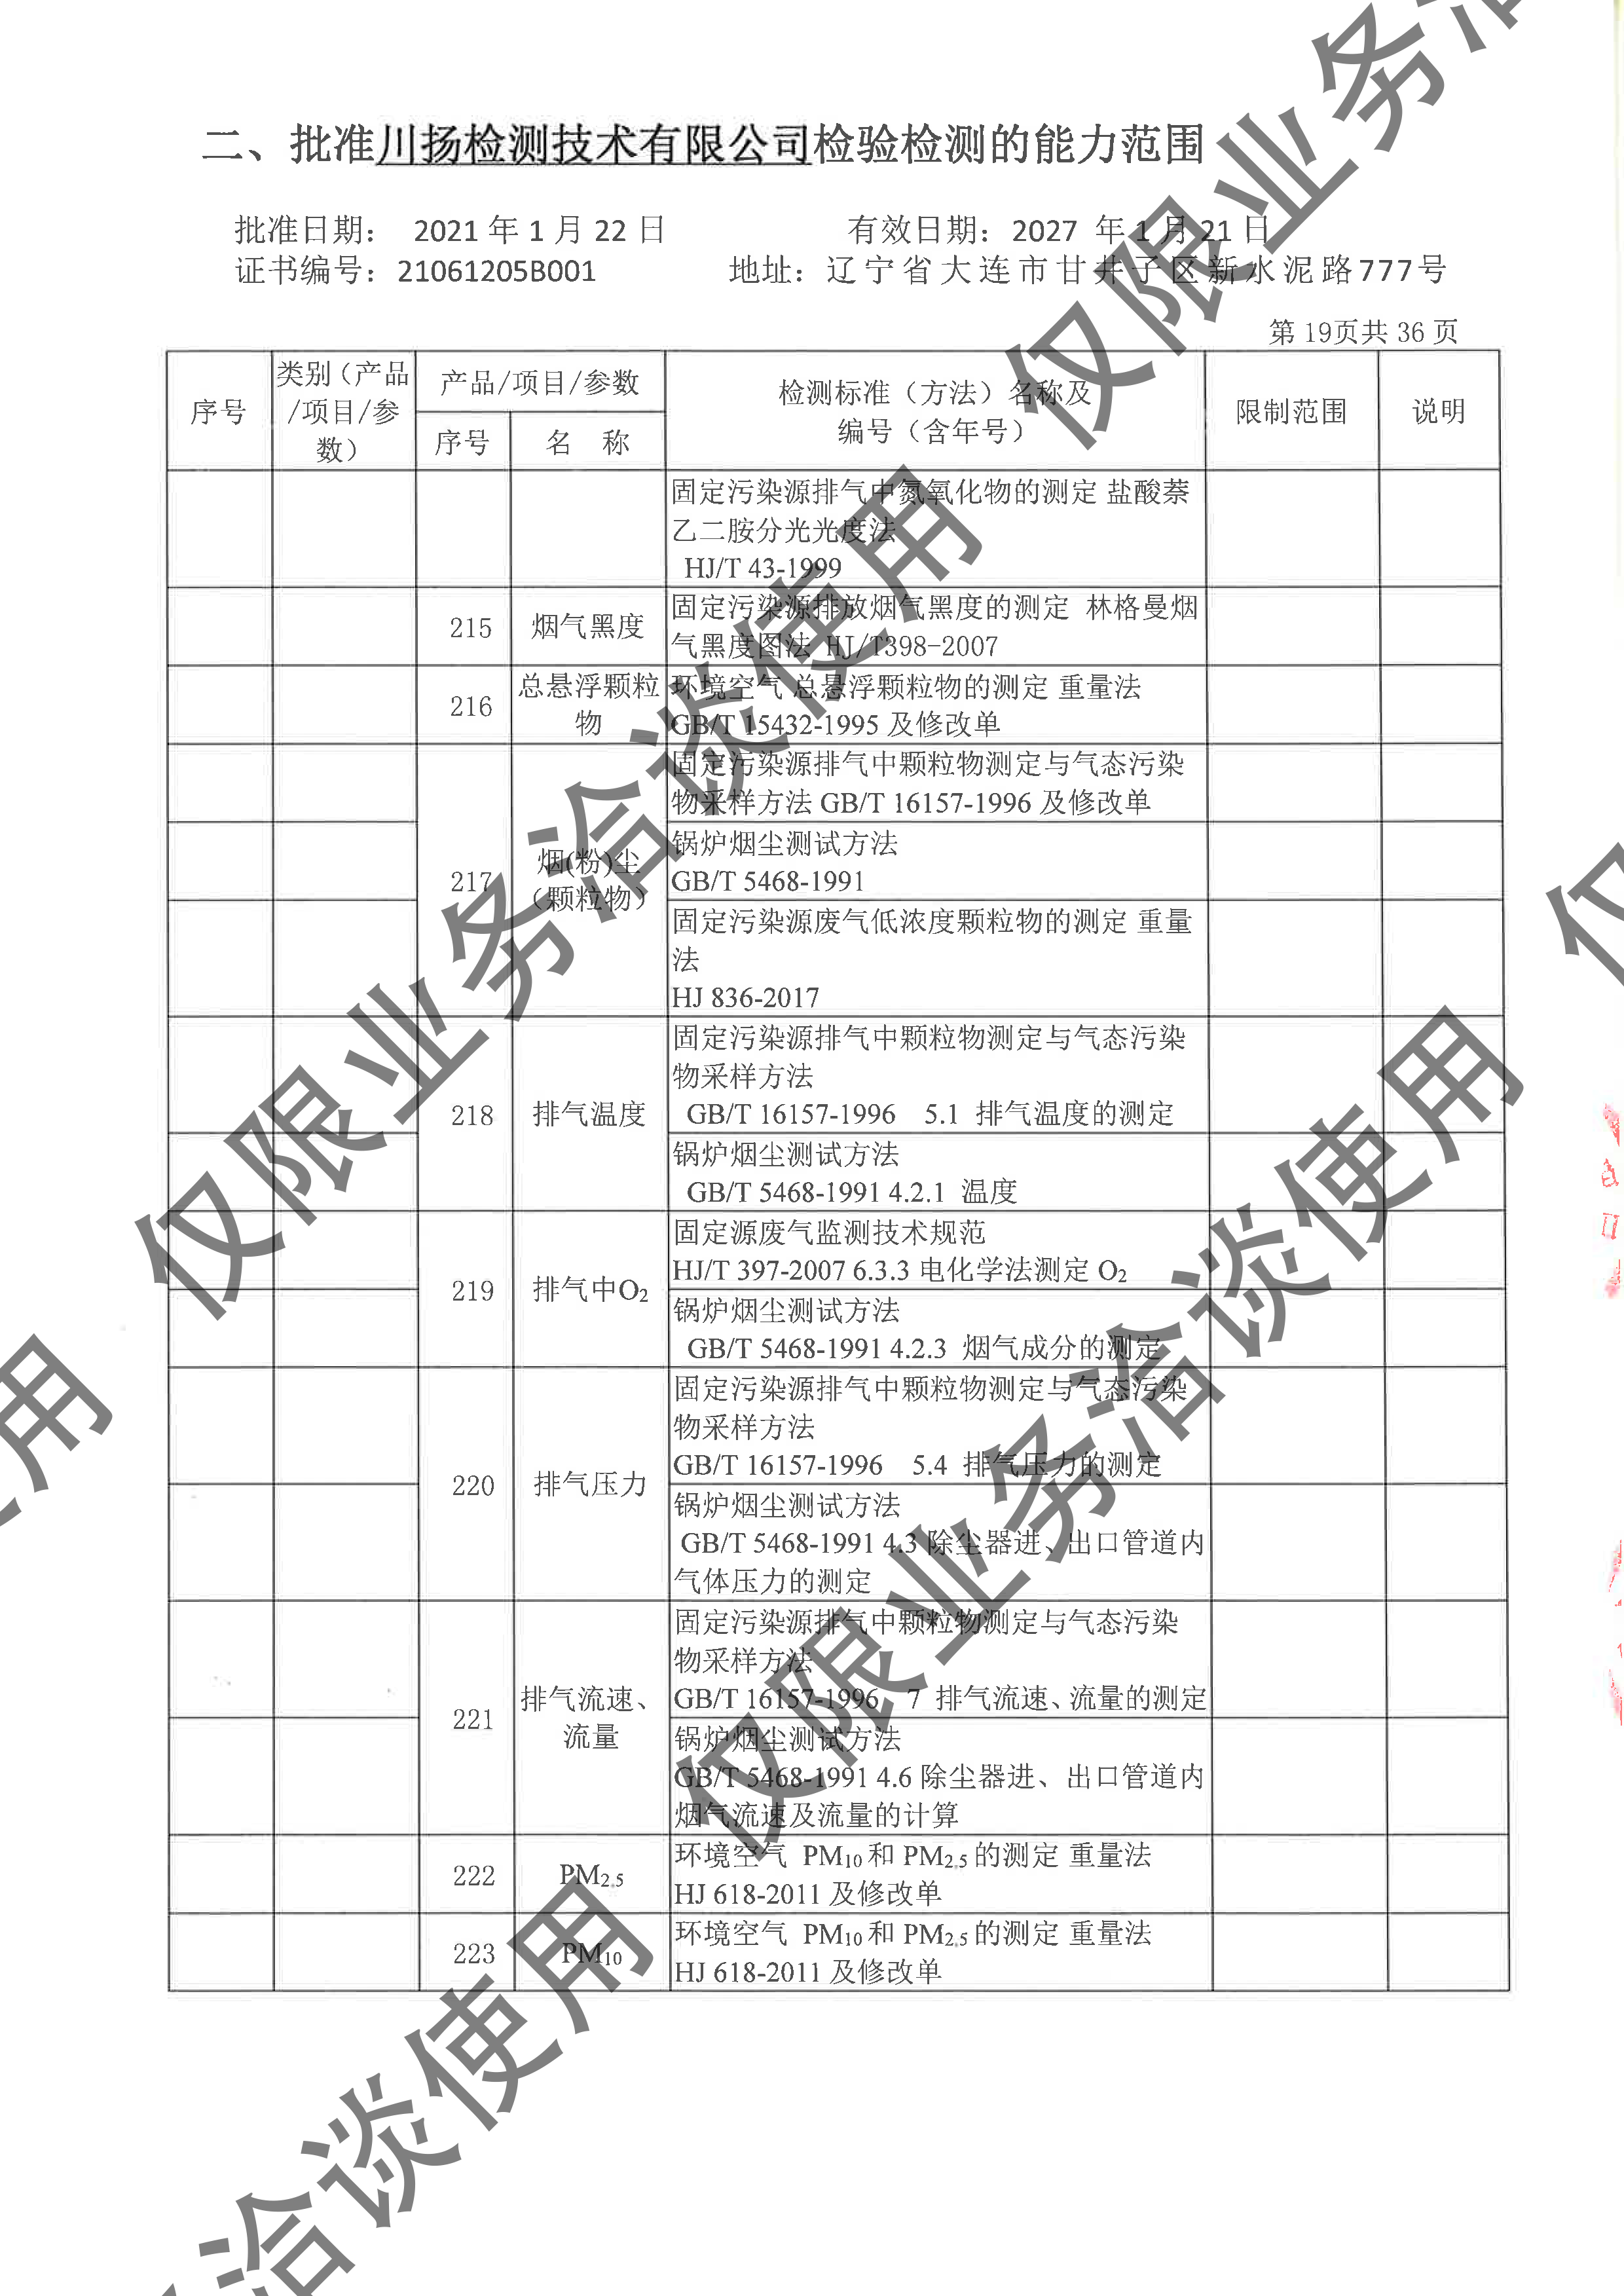 二、批准川扬检测技术有限公司检验检测的能力范围
批准日期： 2021 年 1 月 22 日 有效日期：2027 年 1 月 21 日
证书编号：21061205B001 地址：辽宁省大连市甘井子区新水泥路777号
第 19页共 36 页
序号
类别（产品
/项目/参
数）
产品/项目/参数
序号
名 称
检测标准（方法）名称及
编号（含年号）
限制范围
说明
固定污染源排气中氮氧化物的测定 盐酸萘
乙二胺分光光度法
HJ/T 43-1999
215
烟气黑度
固定污染源排放烟气黑度的测定 林格曼烟
气黑度图法 HJ/T398-2007
216
总悬浮颗粒
物
环境空气 总悬浮颗粒物的测定 重量法
GB/T 15432-1995 及修改单
217
烟(粉)尘
（颗粒物）
固定污染源排气中颗粒物测定与气态污染
物采样方法 GB/T 16157-1996 及修改单
锅炉烟尘测试方法
GB/T 5468-1991
固定污染源废气低浓度颗粒物的测定 重量
法
HJ 836-2017
218
排气温度
固定污染源排气中颗粒物测定与气态污染
物采样方法
GB/T 16157-1996 5.1 排气温度的测定
锅炉烟尘测试方法
GB/T 5468-1991 4.2.1 温度
219
排气中O₂
固定源废气监测技术规范
HJ/T 397-2007 6.3.3 电化学法测定 O₂
锅炉烟尘测试方法
GB/T 5468-1991 4.2.3 烟气成分的测定
220
排气压力
固定污染源排气中颗粒物测定与气态污染
物采样方法
GB/T 16157-1996 5.4 排气压力的测定
锅炉烟尘测试方法
GB/T 5468-1991 4.3 除尘器进、出口管道内
气体压力的测定
221
排气流速、
流量
固定污染源排气中颗粒物测定与气态污染
物采样方法
GB/T 16157-1996 7 排气流速、流量的测定
锅炉烟尘测试方法
GB/T 5468-1991 4.6 除尘器进、出口管道内
烟气流速及流量的计算
222
PM₂.₅
环境空气 PM₁₀ 和 PM₂.₅ 的测定 重量法
HJ 618-2011 及修改单
223
PM₁₀
环境空气 PM₁₀ 和 PM₂.₅ 的测定 重量法
HJ 618-2011 及修改单
仅限业务洽谈使用
仅限业务洽谈使用
仅限业务洽
仅
使用
务洽谈使用